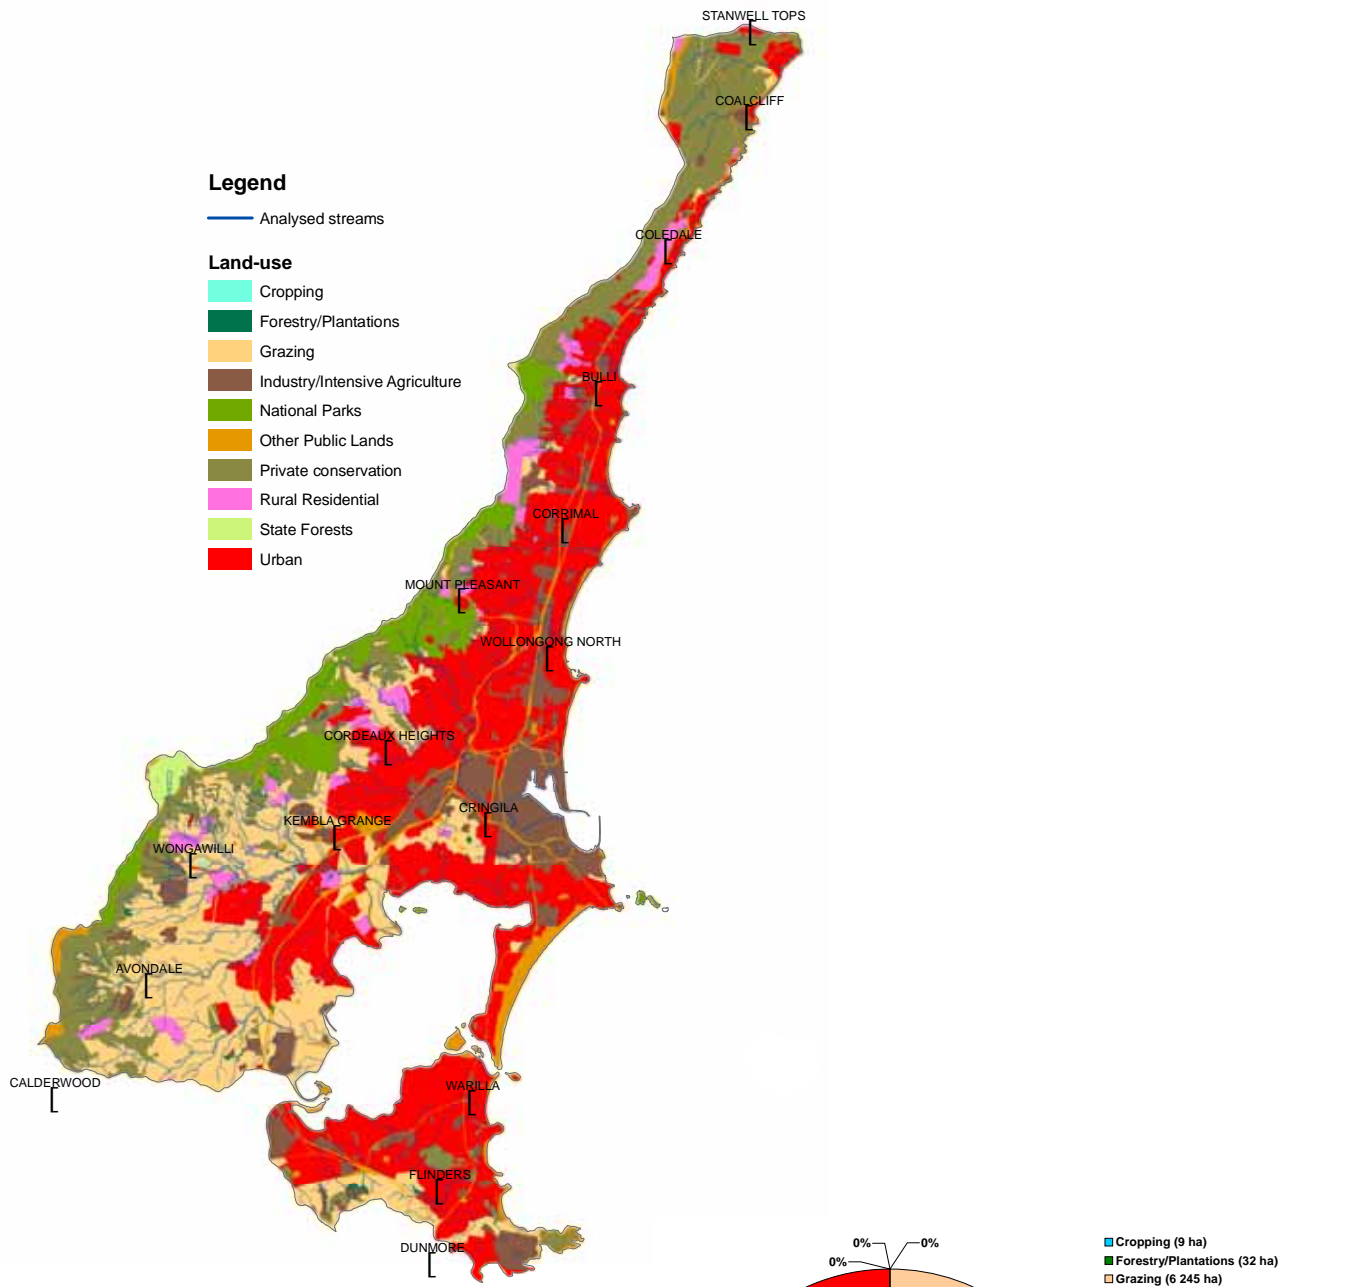 STANWELL TOPS
COALCLIFF
Legend
Analysed streams
COLEDALE
Land-use
Cropping
Forestry/Plantations
Grazing
Industry/Intensive Agriculture
BULLI
National Parks
Other Public Lands
Private conservation
Rural Residential
CORRIMAL
State Forests
Urban
MOUNT PLEASANT
WOLLONGONG NORTH
CORDEAUX HEIGHTS
CRINGILA
KEMBLA GRANGE
WONGAWILLI
AVONDALE
CALDERWOOD
WARILLA
FLINDERS
DUNMORE
0%
0%
0%
Cropping (9 ha)
Forestry/Plantations (32 ha)
Grazing (6 245 ha)